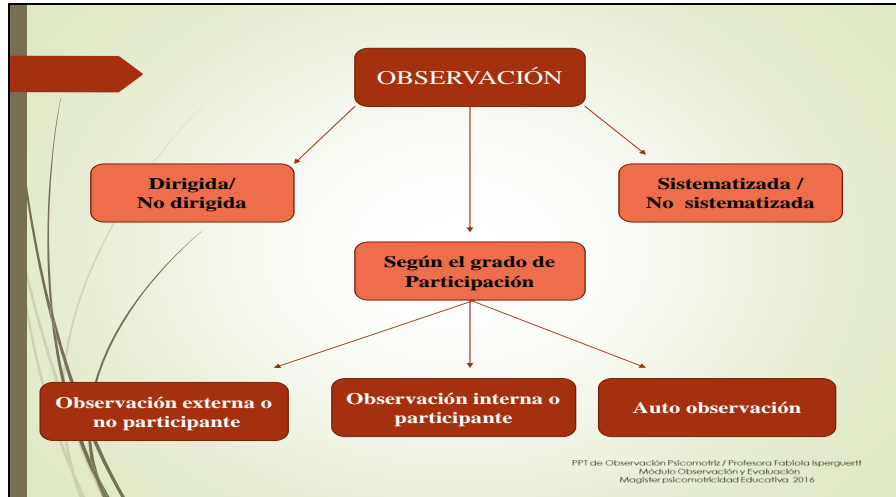 OBSERVACIÓN
Dirigida/
No dirigida
Sistematizada /
No sistematizada
Según el grado de
Participación
Observación externa o
no participante
Observación interna o
participante
Auto observación
PPT de Observación Psicomotriz / Profesora Fabiola Isperguertt
Módulo Observación y Evaluación
Magíster psicomotricidad Educativa 2016